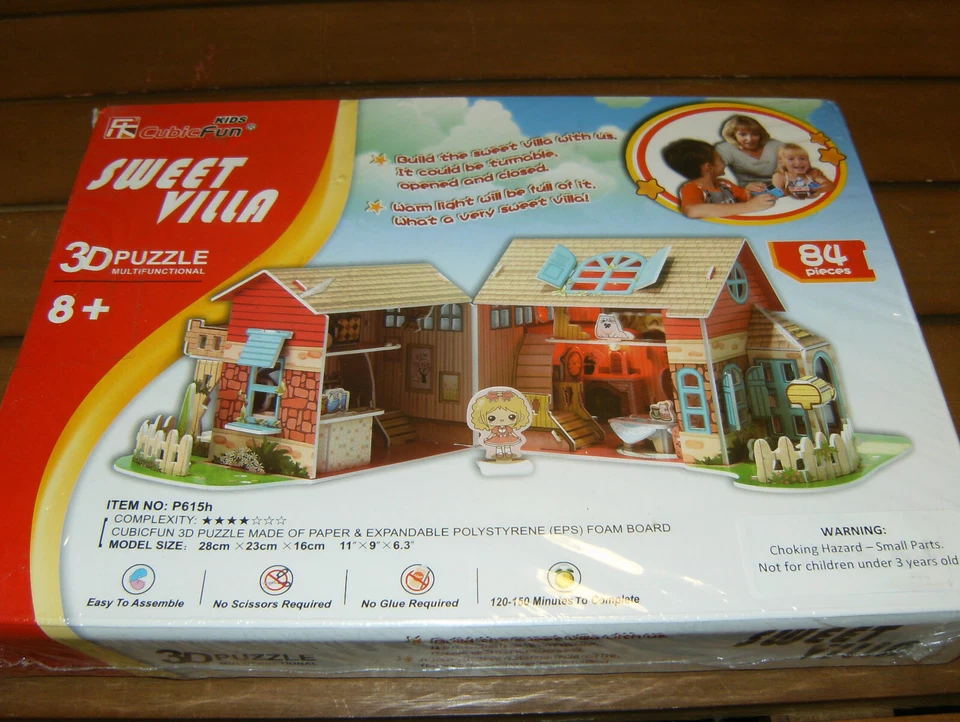 KIDS
CubicFun
SWEET
VILLA
3D PUZZLE
MULTIFUNCTIONAL
8+
Build the sweet villa with us.
It could be turnable,
opened and closed.
Warm light will be full of it.
What a very sweet villa!
84
pieces
ITEM NO: P615h
COMPLEXITY: ★★★★☆☆☆
CUBICFUN 3D PUZZLE MADE OF PAPER & EXPANDABLE POLYSTYRENE (EPS) FOAM BOARD
MODEL SIZE: 28cm ×23cm ×16cm 11"×9"×6.3"
Easy To Assemble
No Scissors Required
No Glue Required
120-150 Minutes To Complete
WARNING:
Choking Hazard – Small Parts.
Not for children under 3 years old
3D PUZZLE
MULTIFUNCTIONAL
SWEET